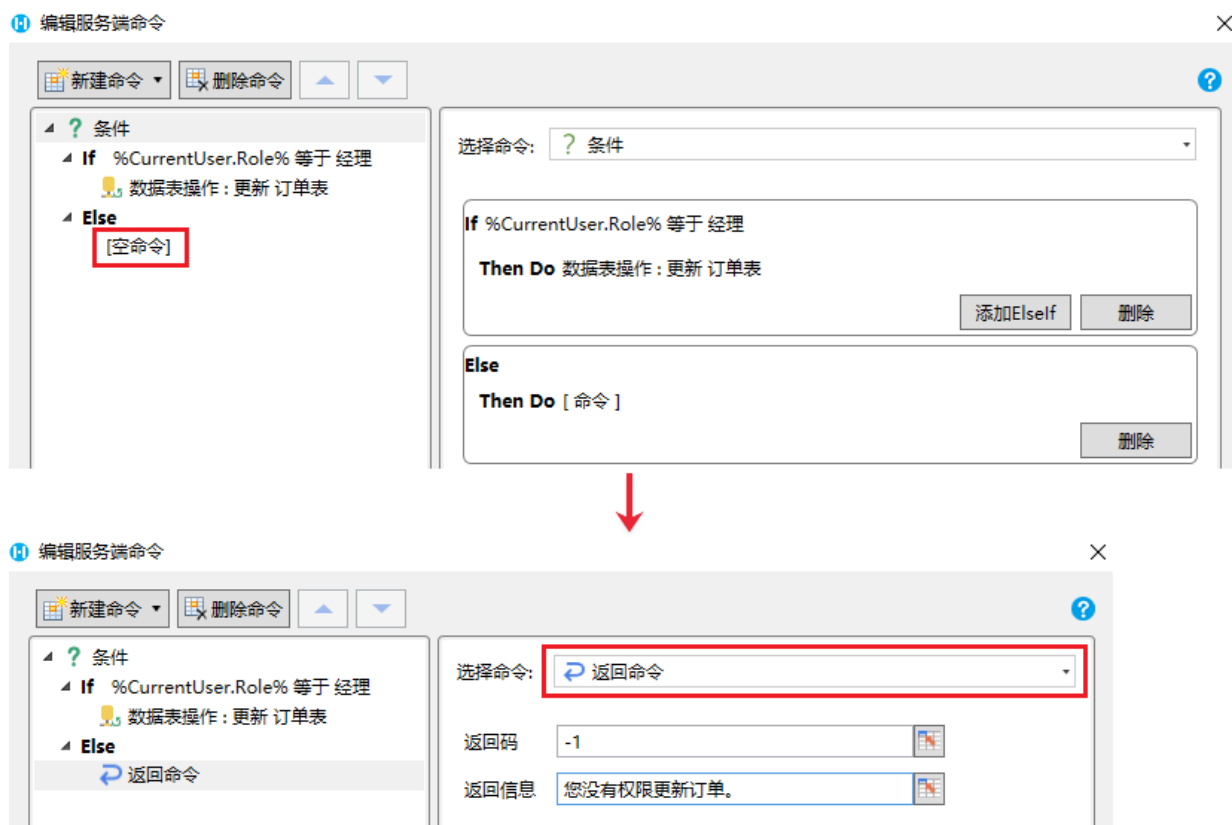 编辑服务端命令
新建命令 删除命令
条件
If %CurrentUser.Role% 等于 经理
数据表操作 : 更新 订单表
Else
[空命令]
选择命令: ? 条件
If %CurrentUser.Role% 等于 经理
Then Do 数据表操作 : 更新 订单表
添加ElseIf 删除
Else
Then Do [ 命令 ]
删除
编辑服务端命令
新建命令 删除命令
? 条件
If %CurrentUser.Role% 等于 经理
数据表操作 : 更新 订单表
Else
返回命令
选择命令: 返回命令
返回码 -1
返回信息 您没有权限更新订单。